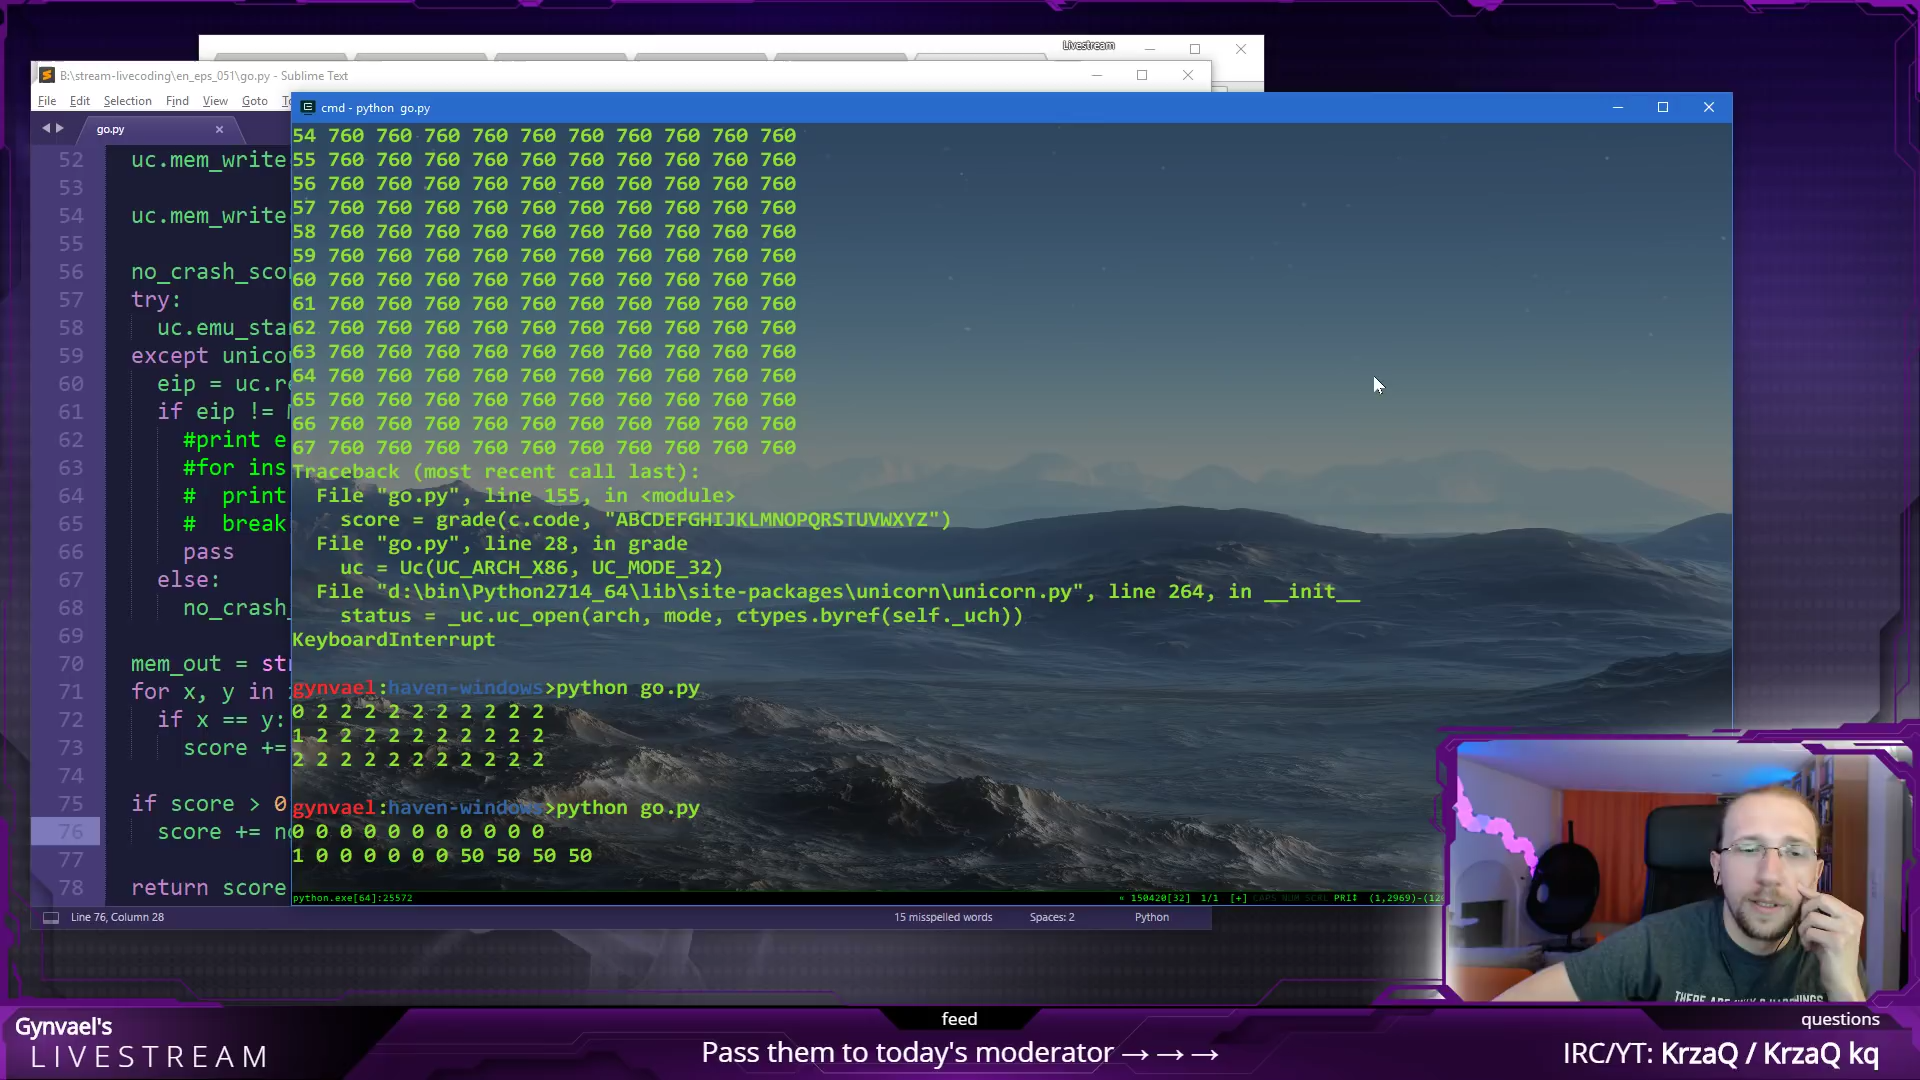 Livestream
B:\stream-livecoding\en_eps_051\go.py - Sublime Text
File Edit Selection Find View Goto
cmd - python go.py
go.py
52 uc.mem_write
53
54 uc.mem_write
55
56 no_crash_scor
57 try:
58 uc.emu_star
59 except unicor
60 eip = uc.re
61 if eip !=
62 #print e
63 #for ins
64 # print
65 # break
66 pass
67 else:
68 no_crash_
69
70 mem_out = str
71 for x, y in
72 if x == y:
73 score +=
74
75 if score > 0
76 score += no
77
78 return score
54 760 760 760 760 760 760 760 760 760 760
55 760 760 760 760 760 760 760 760 760 760
56 760 760 760 760 760 760 760 760 760 760
57 760 760 760 760 760 760 760 760 760 760
58 760 760 760 760 760 760 760 760 760 760
59 760 760 760 760 760 760 760 760 760 760
60 760 760 760 760 760 760 760 760 760 760
61 760 760 760 760 760 760 760 760 760 760
62 760 760 760 760 760 760 760 760 760 760
63 760 760 760 760 760 760 760 760 760 760
64 760 760 760 760 760 760 760 760 760 760
65 760 760 760 760 760 760 760 760 760 760
66 760 760 760 760 760 760 760 760 760 760
67 760 760 760 760 760 760 760 760 760 760
Traceback (most recent call last):
File "go.py", line 155, in <module>
score = grade(c.code, "ABCDEFGHIJKLMNOPQRSTUVWXYZ")
File "go.py", line 28, in grade
uc = Uc(UC_ARCH_X86, UC_MODE_32)
File "d:\bin\Python2714_64\lib\site-packages\unicorn\unicorn.py", line 264, in __init__
status = _uc.uc_open(arch, mode, ctypes.byref(self._uch))
KeyboardInterrupt
gynvael:haven-windows>python go.py
0 2 2 2 2 2 2 2 2 2 2
1 2 2 2 2 2 2 2 2 2 2
2 2 2 2 2 2 2 2 2 2 2
gynvael:haven-windows>python go.py
0 0 0 0 0 0 0 0 0 0 0
1 0 0 0 0 0 0 50 50 50 50
python.exe[64]:25572
« 150420[32] 1/1 [+] CAPS NUM SCRL PRI↕ (1,2969)-(120
Line 76, Column 28
15 misspelled words
Spaces: 2
Python
Gynvael's
LIVESTREAM
feed
Pass them to today's moderator →→→
questions
IRC/YT: KrzaQ / KrzaQ kq